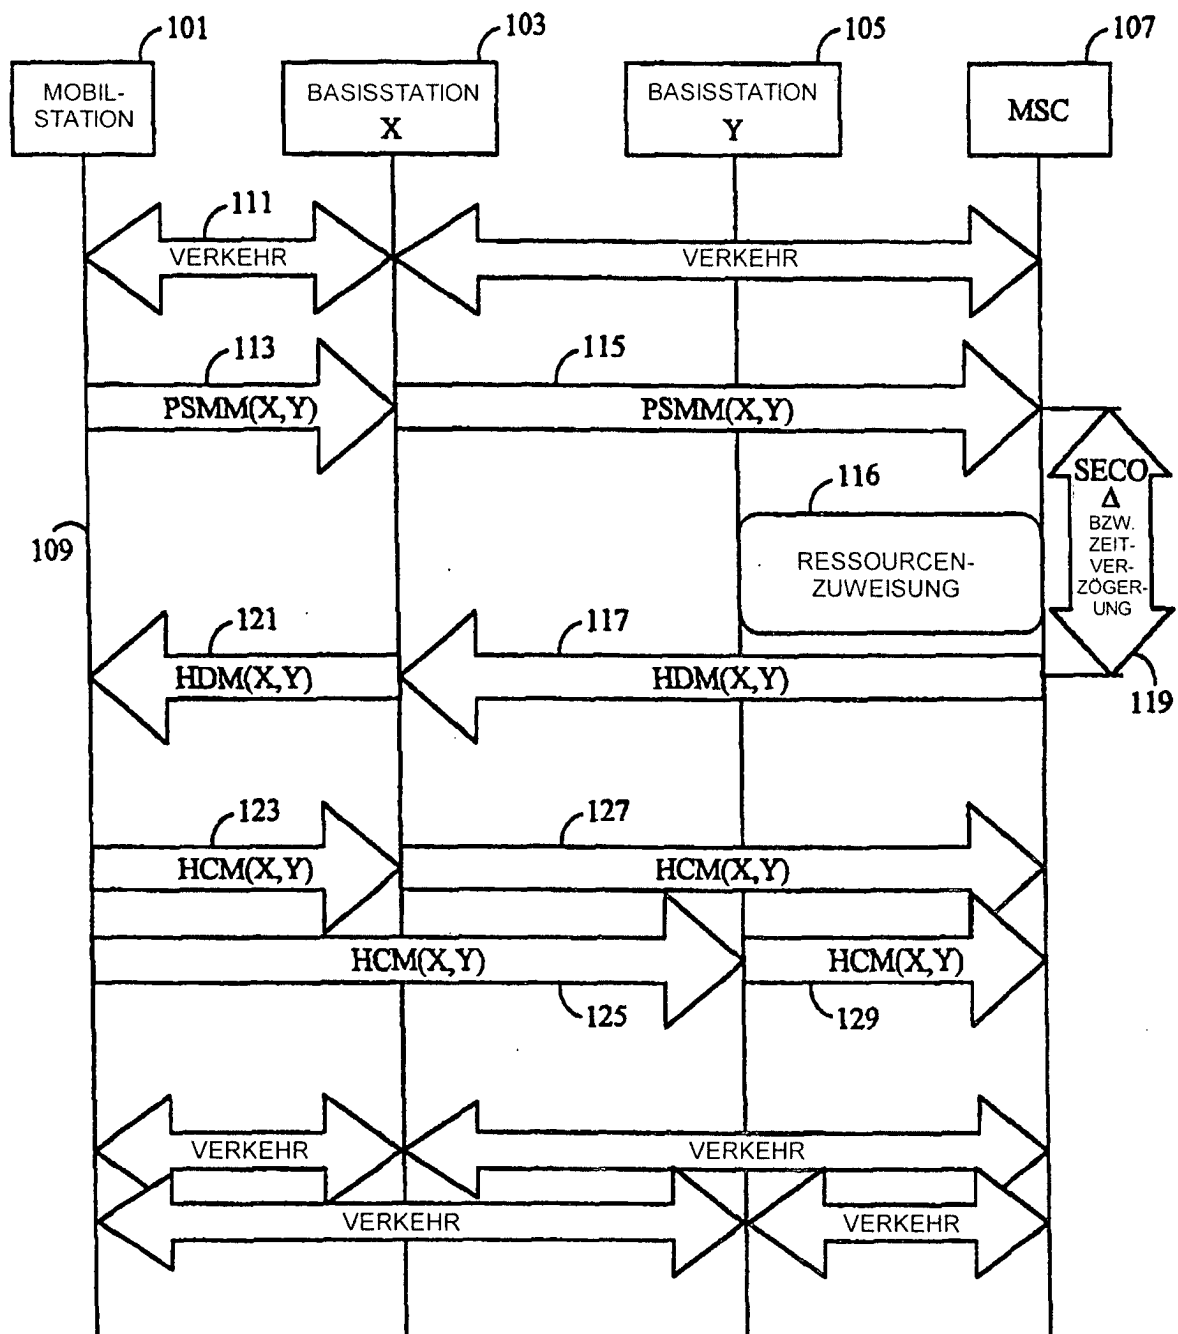 101
103
105
107
MOBIL-
STATION
BASISSTATION
X
BASISSTATION
Y
MSC
111
VERKEHR
VERKEHR
113
115
PSMM(X,Y)
PSMM(X,Y)
116
SECO
Δ
BZW.
ZEIT-
VER-
ZÖGER-
UNG
109
RESSOURCEN-
ZUWEISUNG
121
117
HDM(X,Y)
HDM(X,Y)
119
123
127
HCM(X,Y)
HCM(X,Y)
HCM(X,Y)
HCM(X,Y)
125
129
VERKEHR
VERKEHR
VERKEHR
VERKEHR